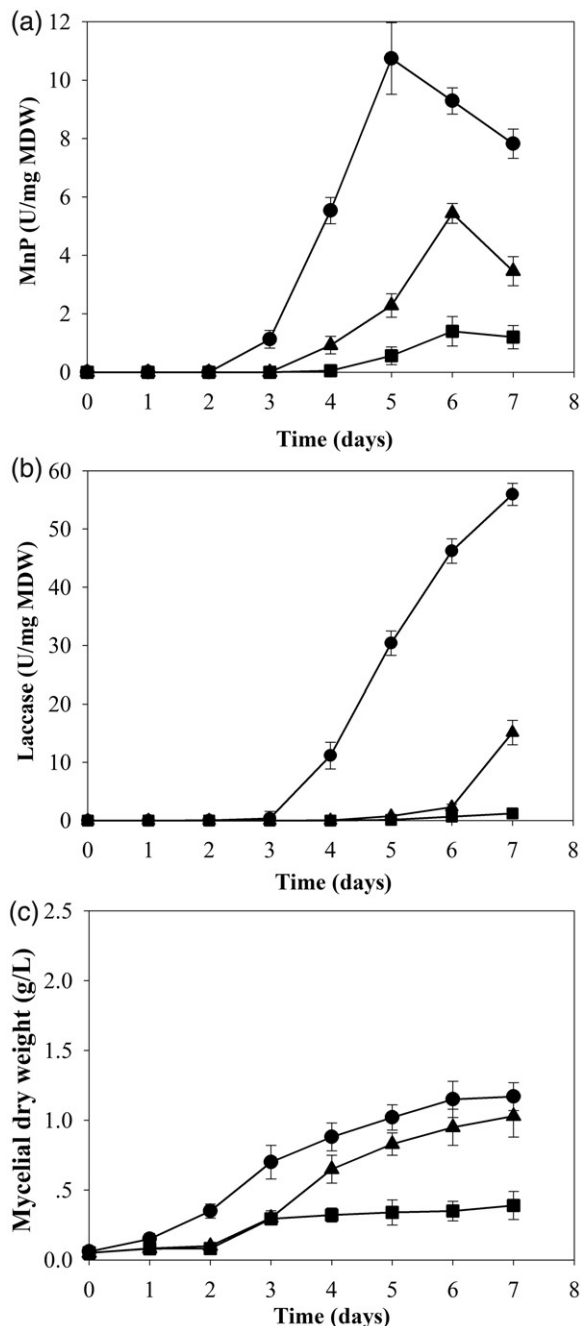 (a)
MnP (U/mg MDW)
12
10
8
6
4
2
0
0 1 2 3 4 5 6 7 8
Time (days)
(b)
Laccase (U/mg MDW)
60
50
40
30
20
10
0
0 1 2 3 4 5 6 7 8
Time (days)
(c)
Mycelial dry weight (g/L)
2.5
2.0
1.5
1.0
.5
0.0
0 1 2 3 4 5 6 7 8
Time (days)